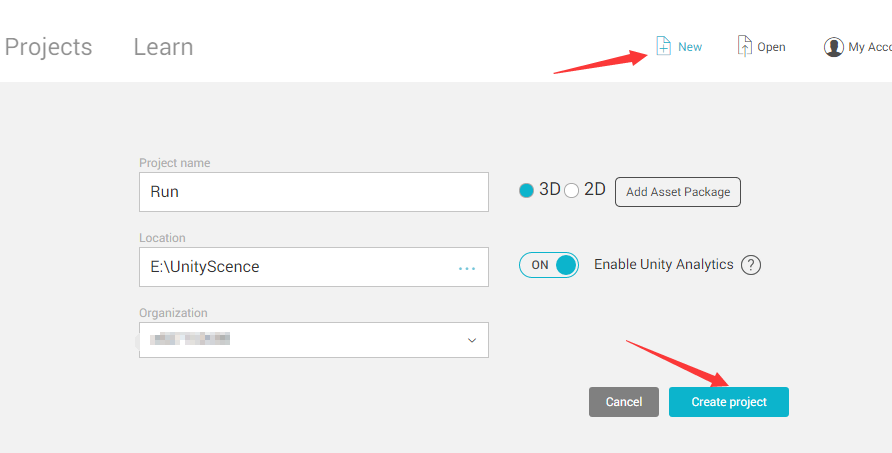 Projects Learn New Open My Acco
Project name
Run
3D 2D Add Asset Package
Location
E:\UnityScence ...
ON Enable Unity Analytics ?
Organization
Cancel Create project